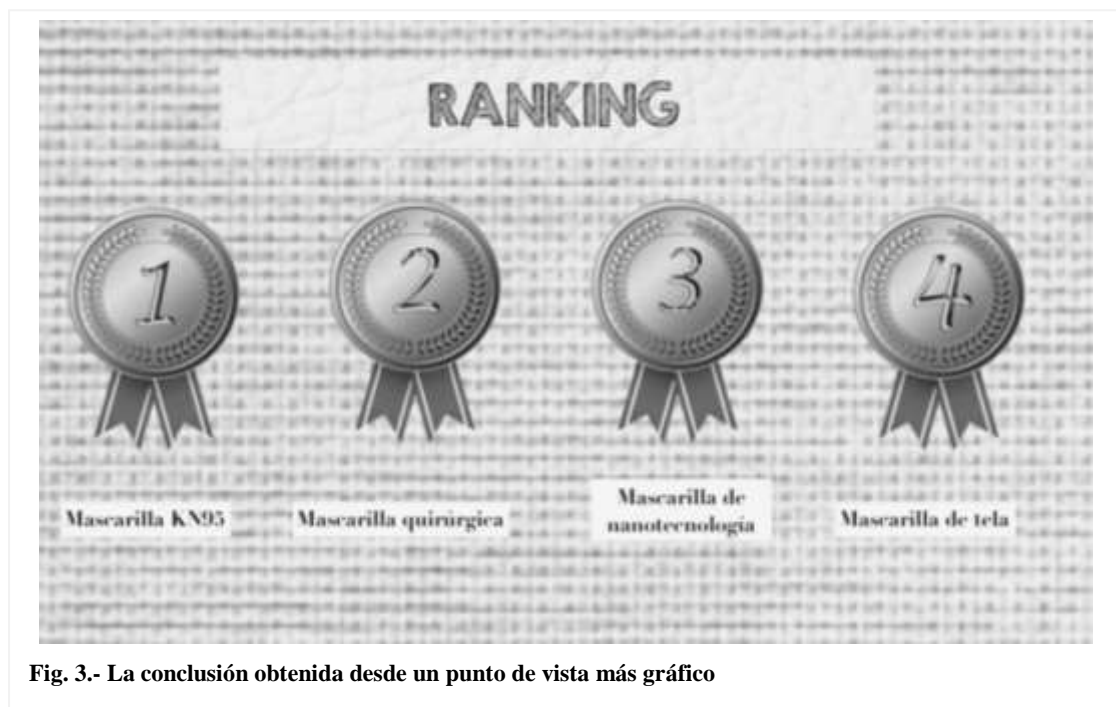 RANKING
1
2
3
4
Mascarilla KN95
Mascarilla quirúrgica
Mascarilla de
nanotecnología
Mascarilla de tela
Fig. 3.- La conclusión obtenida desde un punto de vista más gráfico